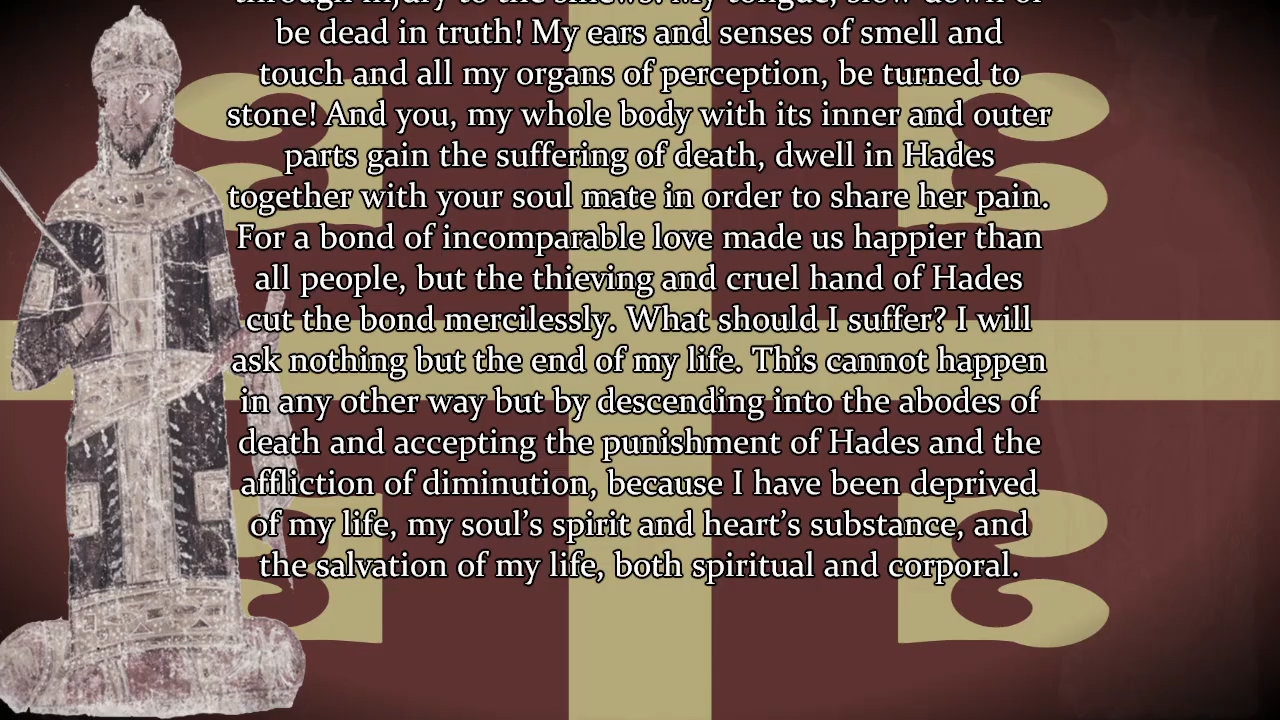 be dead in truth! My ears and senses of smell and
touch and all my organs of perception, be turned to
stone! And you, my whole body with its inner and outer
parts gain the suffering of death, dwell in Hades
together with your soul mate in order to share her pain.
For a bond of incomparable love made us happier than
all people, but the thieving and cruel hand of Hades
cut the bond mercilessly. What should I suffer? I will
ask nothing but the end of my life. This cannot happen
in any other way but by descending into the abodes of
death and accepting the punishment of Hades and the
affliction of diminution, because I have been deprived
of my life, my soul’s spirit and heart’s substance, and
the salvation of my life, both spiritual and corporal.